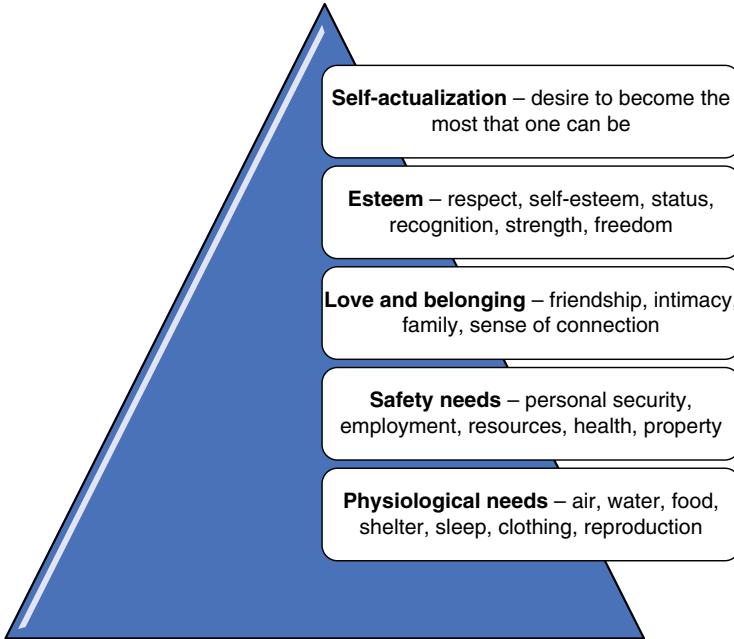 Self-actualization – desire to become the
most that one can be
Esteem – respect, self-esteem, status,
recognition, strength, freedom
Love and belonging – friendship, intimacy,
family, sense of connection
Safety needs – personal security,
employment, resources, health, property
Physiological needs – air, water, food,
shelter, sleep, clothing, reproduction